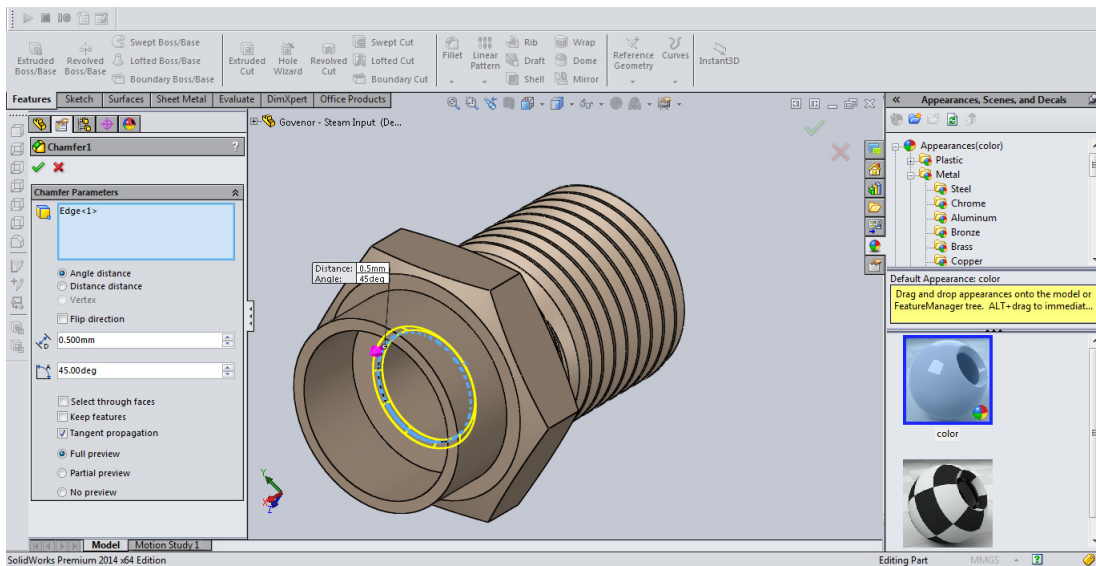 Extruded Boss/Base
Revolved Boss/Base
Swept Boss/Base
Lofted Boss/Base
Boundary Boss/Base
Extruded Cut
Hole Wizard
Revolved Cut
Swept Cut
Lofted Cut
Boundary Cut
Fillet
Linear Pattern
Rib
Draft
Shell
Wrap
Dome
Mirror
Reference Geometry
Curves
Instant3D
Features Sketch Surfaces Sheet Metal Evaluate DimXpert Office Products
Govenor - Steam Input (De...
Chamfer1 ?
Chamfer Parameters
Edge<1>
Angle distance
Distance distance
Vertex
Flip direction
0.500mm
45.00deg
Select through faces
Keep features
Tangent propagation
Full preview
Partial preview
No preview
Distance: 0.5mm
Angle: 45deg
Y
X
Z
Appearances, Scenes, and Decals
Appearances(color)
Plastic
Metal
Steel
Chrome
Aluminum
Bronze
Brass
Copper
Default Appearance: color
Drag and drop appearances onto the model or
FeatureManager tree. ALT+drag to immediat...
color
Model Motion Study 1
SolidWorks Premium 2014 x64 Edition
Editing Part MMGS ?